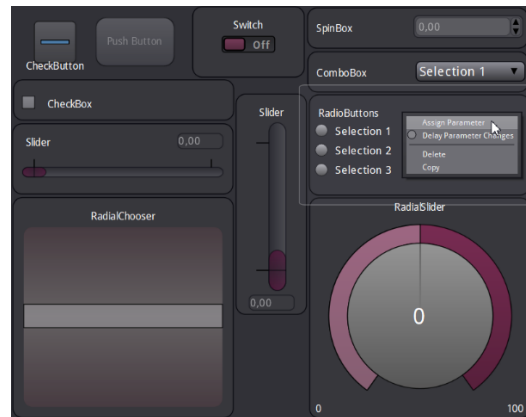 CheckButton
Push Button
Switch
Off
SpinBox
0,00
ComboBox
Selection 1
CheckBox
Slider
0,00
Slider
0,00
RadioButtons
Selection 1
Selection 2
Selection 3
Assign Parameter
Delay Parameter Changes
Delete
Copy
RadialChooser
RadialSlider
0
0
100